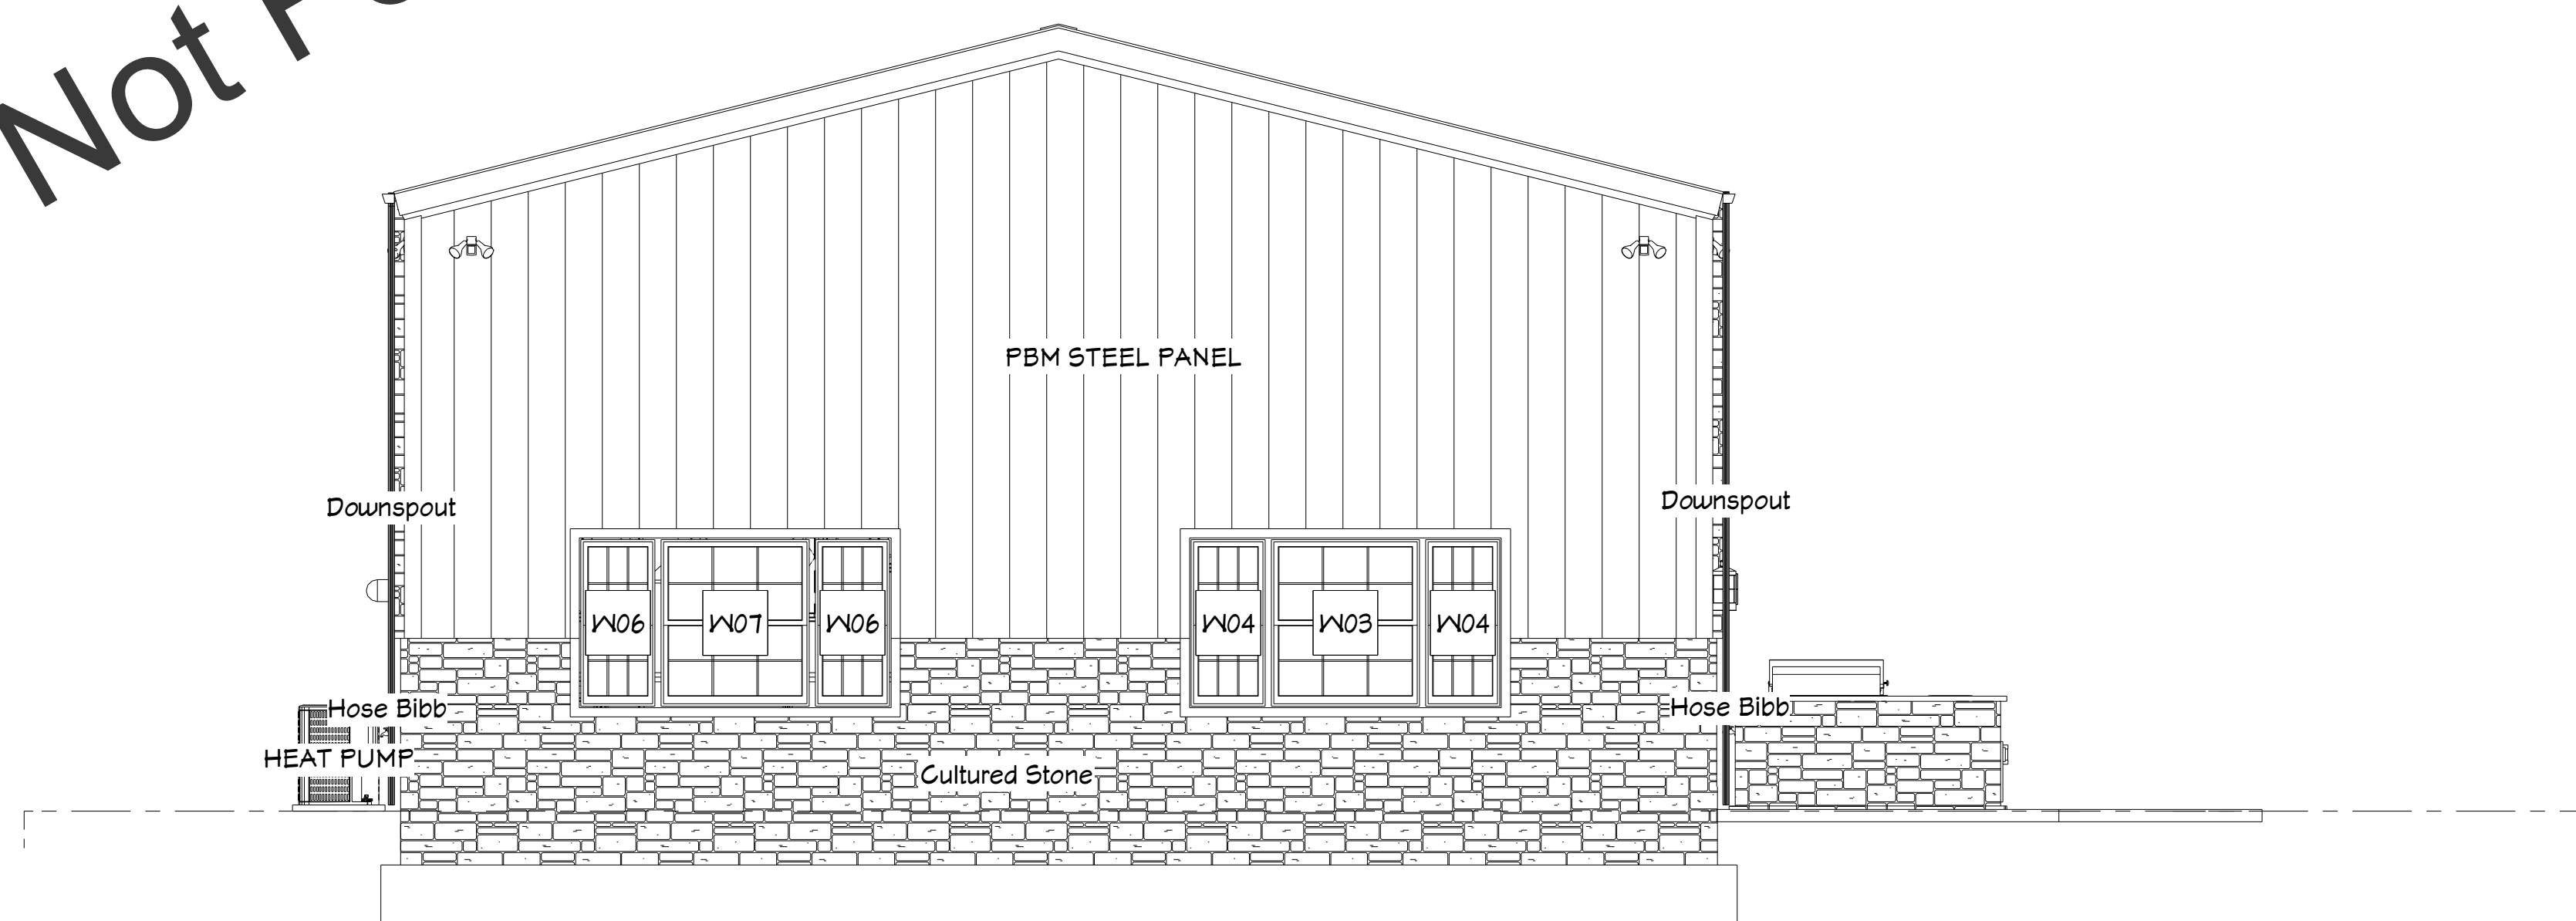 Not
PBM STEEL PANEL
Downspout
Downspout
W06
W07
W06
W04
W03
W04
Hose Bibb
Hose Bibb
HEAT PUMP
Cultured Stone